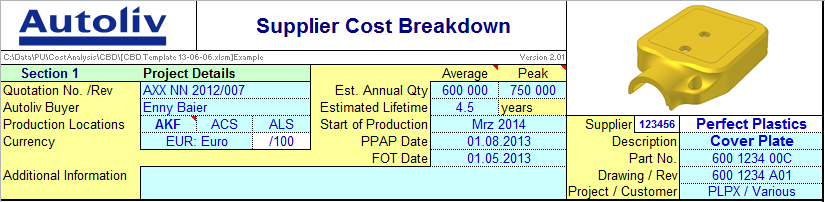 Autoliv
Supplier Cost Breakdown
C:\Data\PU\CostAnalysis\CBD\[CBD Template 13-06-06.xlsm]Example
Version 2.01
Section 1 Project Details
Average Peak
Quotation No. /Rev AXX NN 2012/007
Est. Annual Qty 600 000 750 000
Autoliv Buyer Enny Baier
Estimated Lifetime 4.5 years
Production Locations AKF ACS ALS
Start of Production Mrz 2014
Supplier 123456 Perfect Plastics
Currency EUR: Euro /100
PPAP Date 01.08.2013
Description Cover Plate
FOT Date 01.05.2013
Part No. 600 1234 00C
Additional Information
Drawing / Rev 600 1234 A01
Project / Customer PLPX / Various